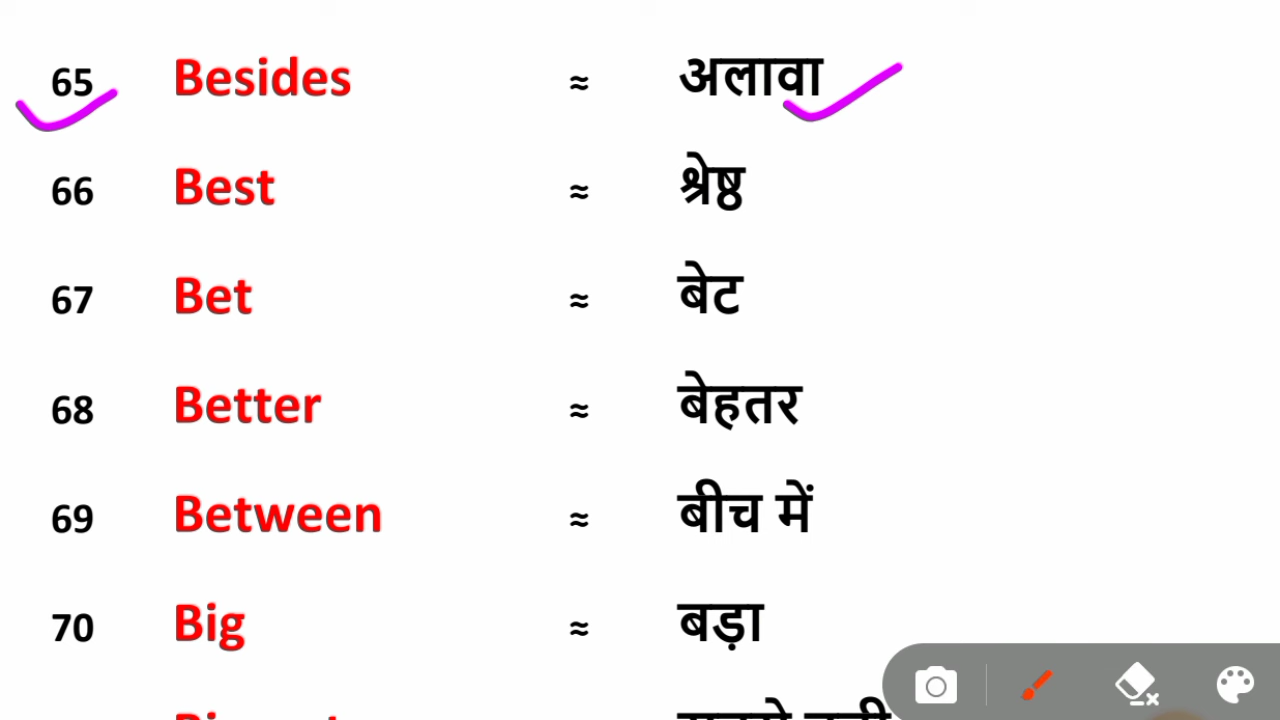 65 Besides ≈ अलावा
66 Best ≈ श्रेष्ठ
67 Bet ≈ बेट
68 Better ≈ बेहतर
69 Between ≈ बीच में
70 Big ≈ बड़ा